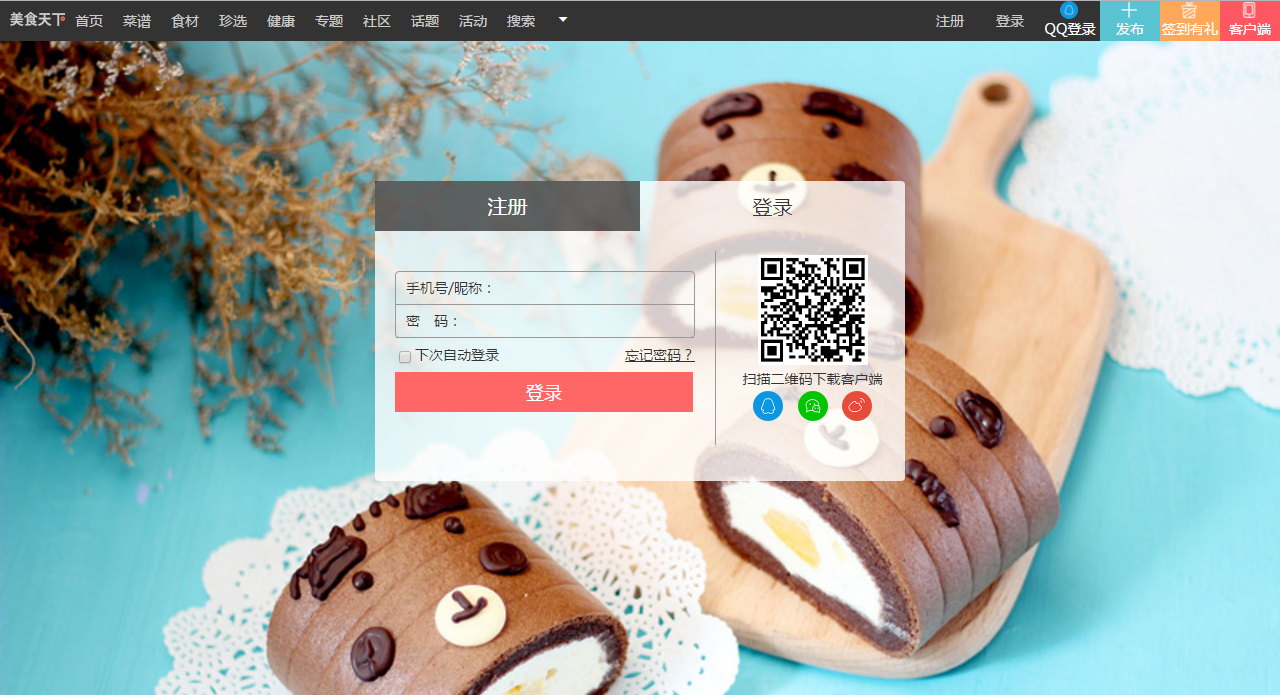 美食天下 首页 菜谱 食材 珍选 健康 专题 社区 话题 活动 搜索 注册 登录 QQ登录 发布 签到有礼 客户端
注册 登录
手机号/昵称：
密 码：
下次自动登录 忘记密码？
登录
扫描二维码下载客户端